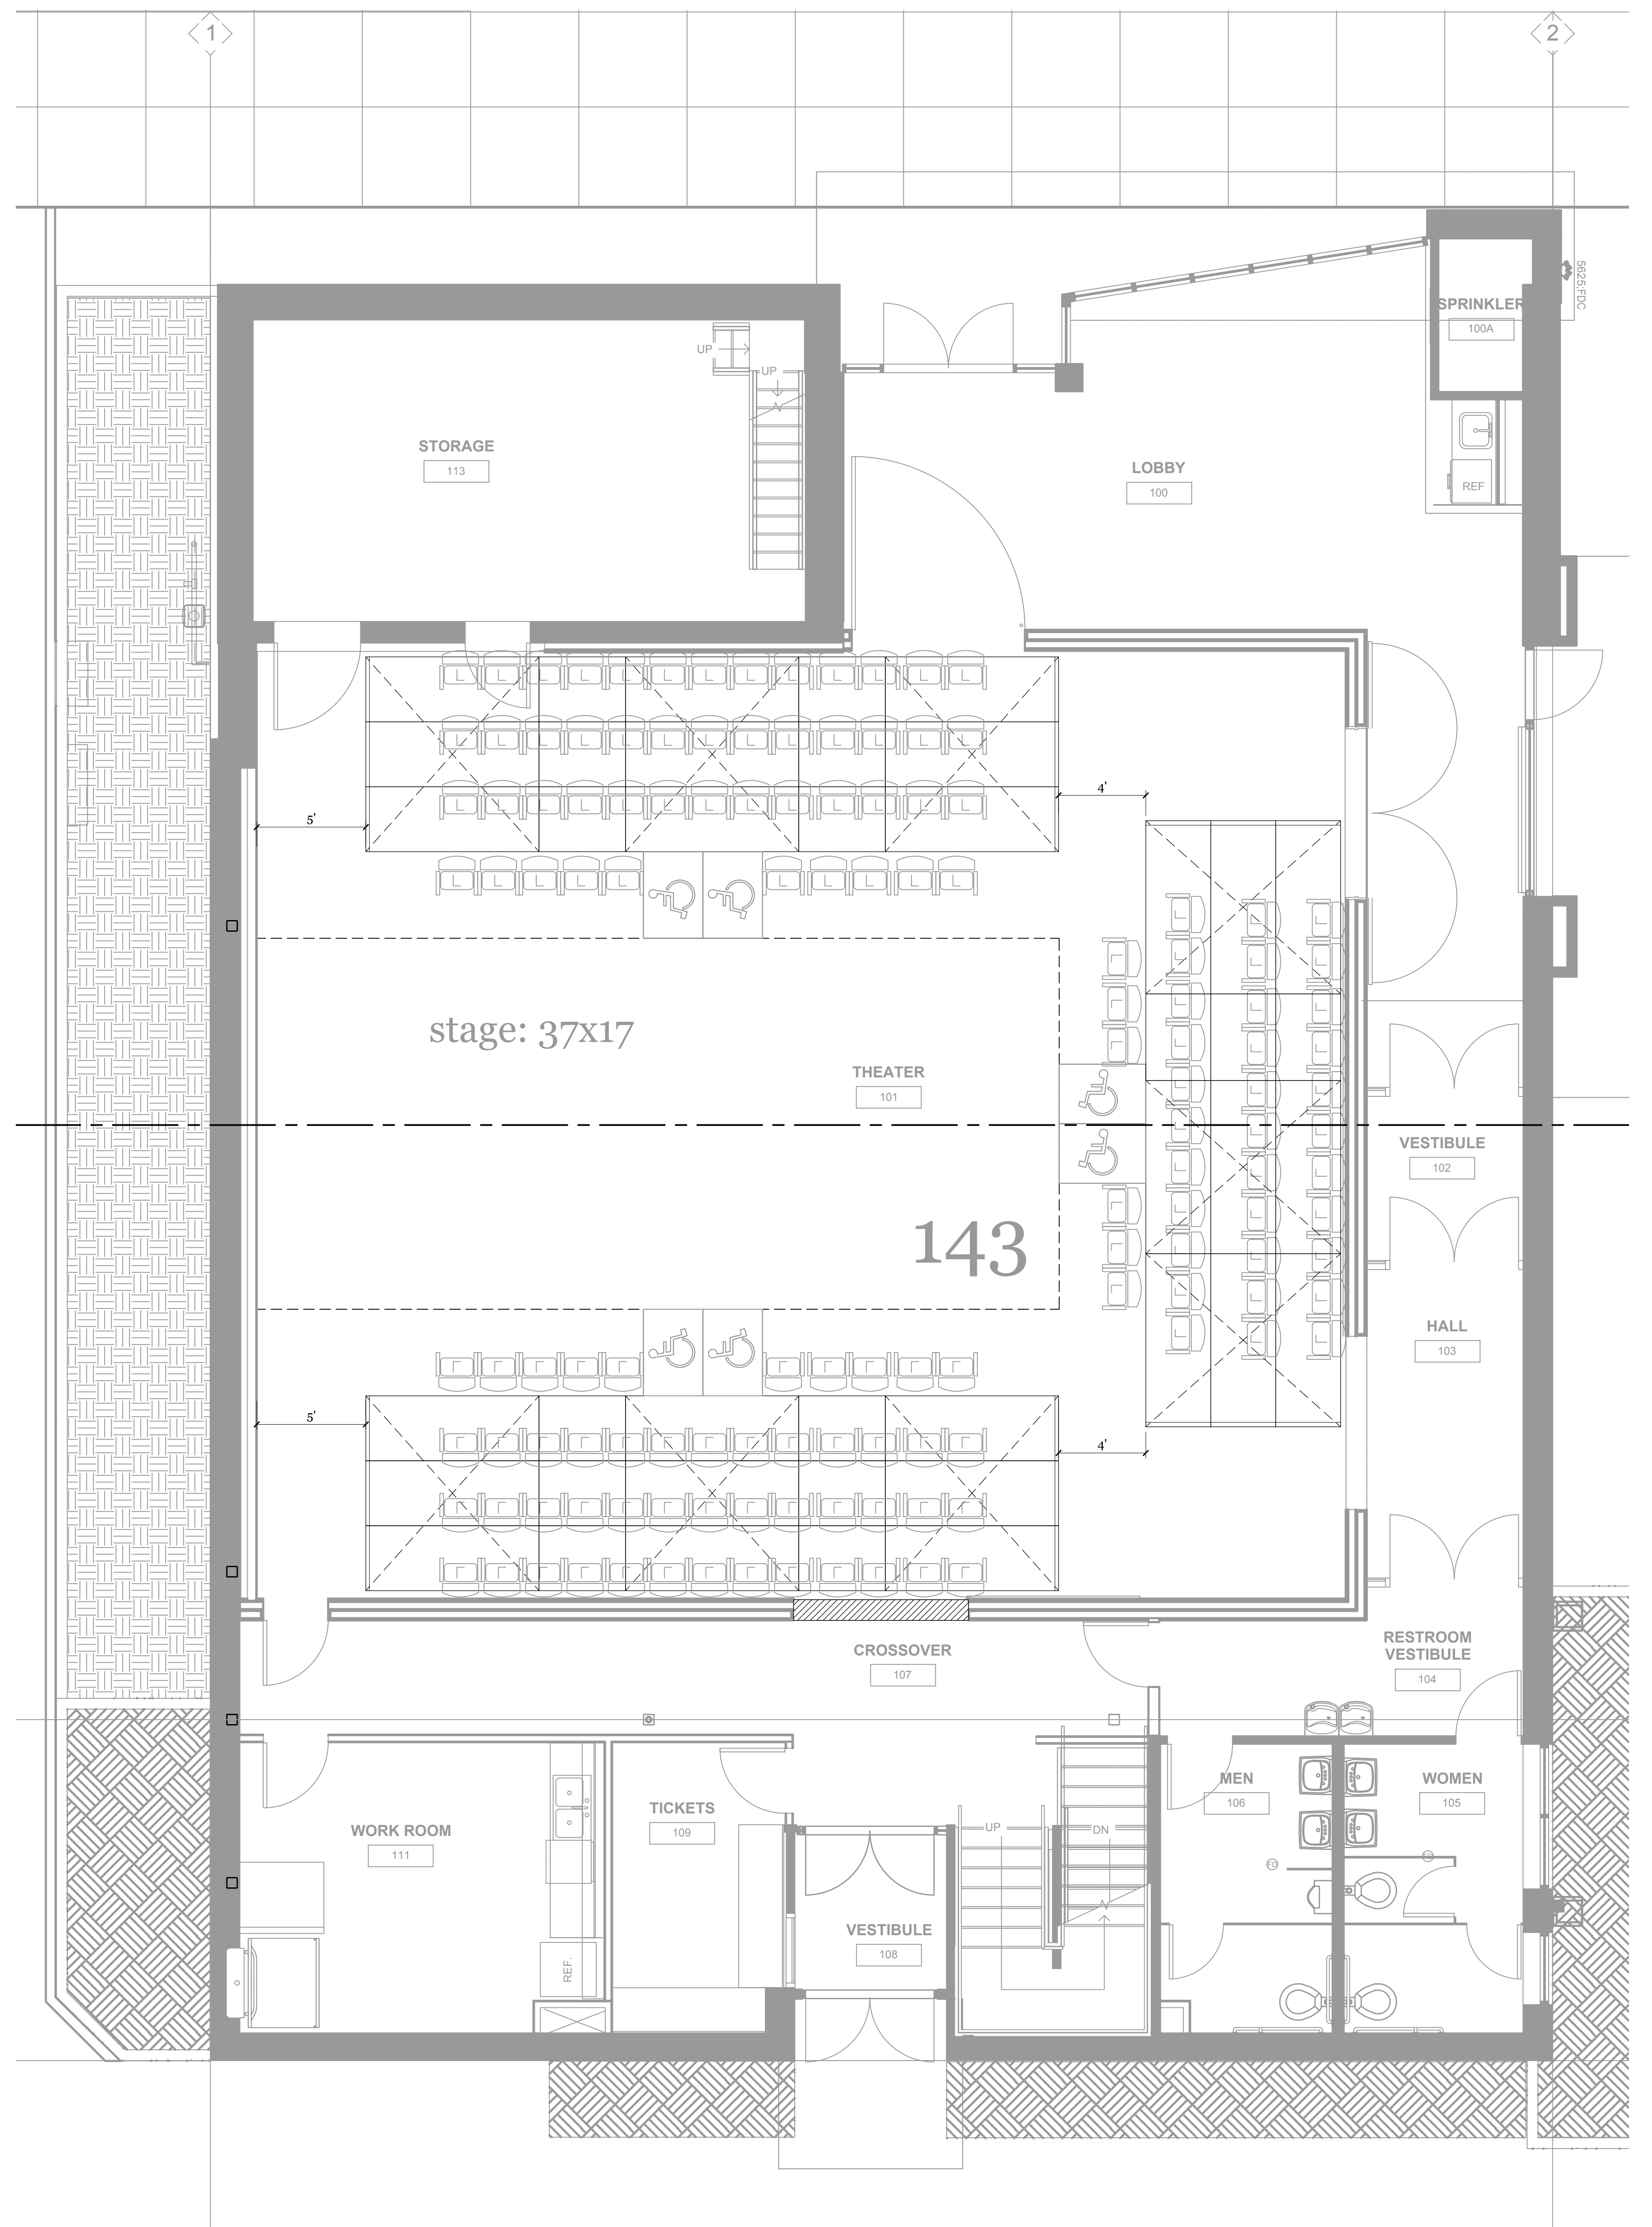 1
2
5625;FDC
SPRINKLER
100A
UP
UP
STORAGE
113
LOBBY
100
REF
4'
5'
stage: 37x17
THEATER
101
VESTIBULE
102
143
HALL
103
5'
4'
CROSSOVER
107
RESTROOM
VESTIBULE
104
MEN
106
WOMEN
105
TICKETS
109
WORK ROOM
111
UP
DN
FD
FD
VESTIBULE
108
REF.